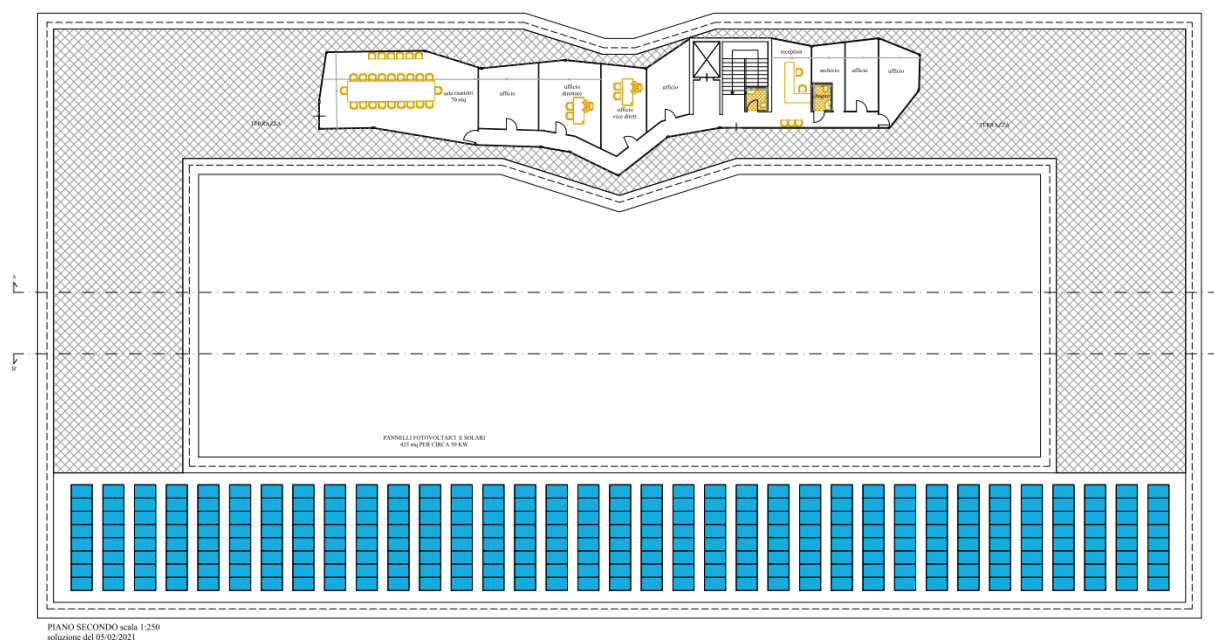 reception
archivio
ufficio
ufficio
ufficio
direttore
ufficio
sala riunioni
70 mq
ufficio
ufficio
vice dirett.
TERRAZZA
TERRAZZA
A
B'
PANNELLI FOTOVOLTAICI E SOLARI
425 mq PER CIRCA 50 KW
PIANO SECONDO scala 1:250
soluzione del 05/02/2021